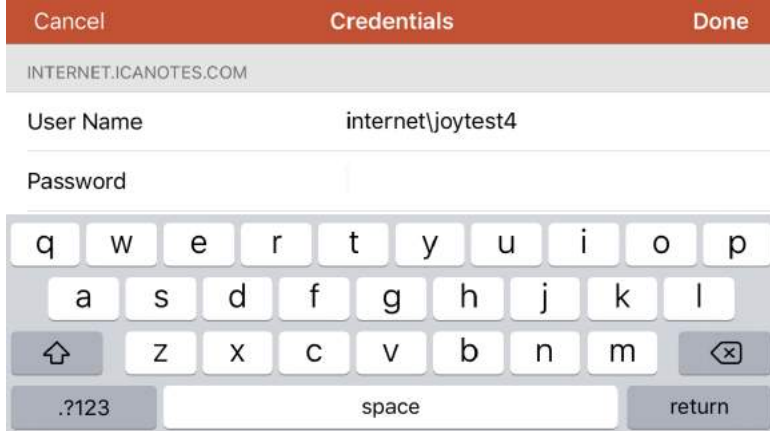 Cancel Credentials Done
INTERNET.ICANOTES.COM
User Name internet\joytest4
Password
q w e r t y u i o p
a s d f g h j k l
z x c v b n m
.?123 space return